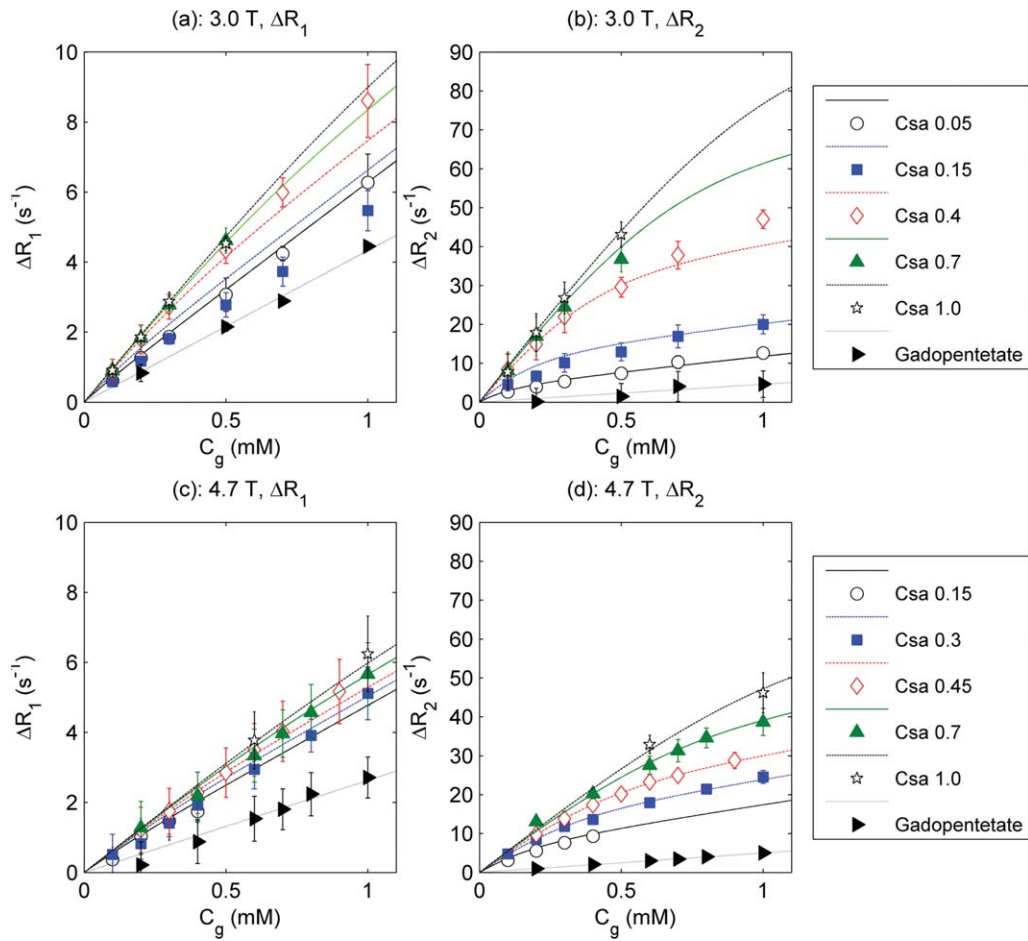 (a): 3.0 T, ΔR₁
(b): 3.0 T, ΔR₂
10
8
6
4
2
0
ΔR₁ (s⁻¹)
0
0.5
1
C_g (mM)
90
80
70
60
50
40
30
20
10
0
ΔR₂ (s⁻¹)
0
0.5
1
C_g (mM)
Csa 0.05
Csa 0.15
Csa 0.4
Csa 0.7
Csa 1.0
Gadopentetate
(c): 4.7 T, ΔR₁
(d): 4.7 T, ΔR₂
10
8
6
4
2
0
ΔR₁ (s⁻¹)
0
0.5
1
C_g (mM)
90
80
70
60
50
40
30
20
10
0
ΔR₂ (s⁻¹)
0
0.5
1
C_g (mM)
Csa 0.15
Csa 0.3
Csa 0.45
Csa 0.7
Csa 1.0
Gadopentetate